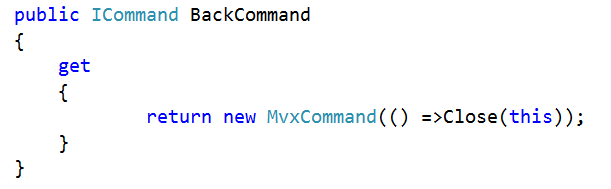 public ICommand BackCommand
{
    get
    {
            return new MvxCommand(() =>Close(this));
    }
}